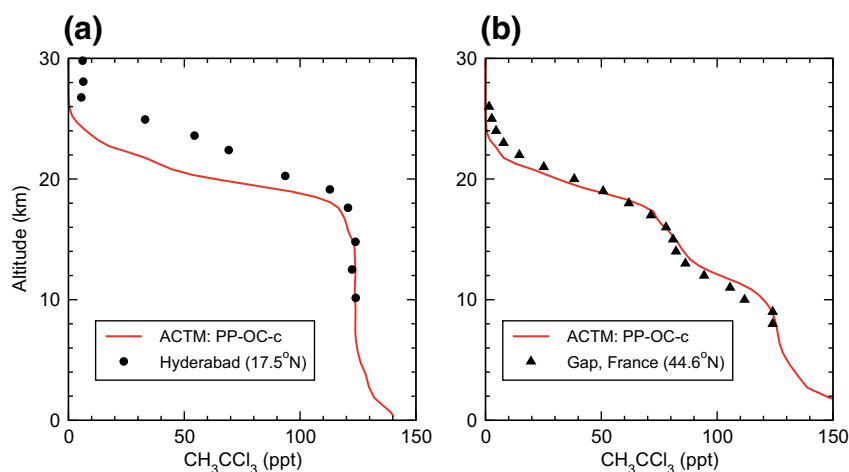 (a)
30
20
10
0
Altitude (km)
ACTM: PP-OC-c
Hyderabad (17.5°N)
0 50 100 150
CH₃CCl₃ (ppt)
(b)
30
20
10
0
ACTM: PP-OC-c
Gap, France (44.6°N)
0 50 100 150
CH₃CCl₃ (ppt)